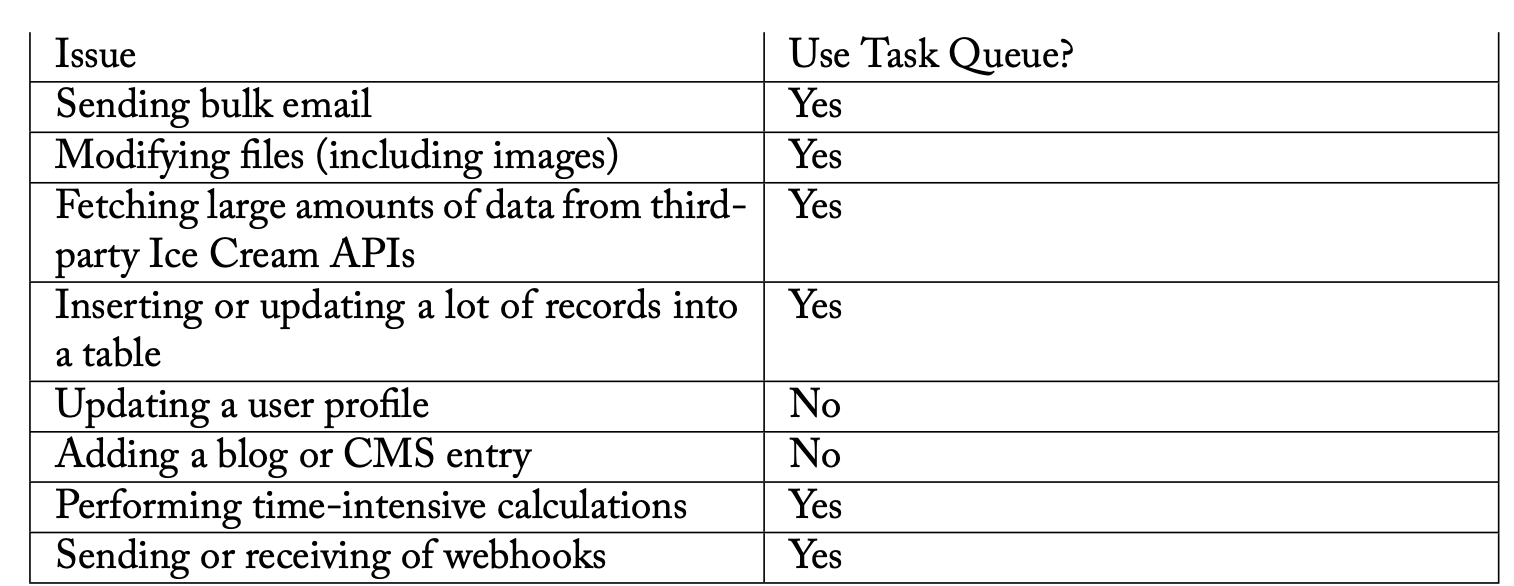 Issue Use Task Queue?
Sending bulk email Yes
Modifying files (including images) Yes
Fetching large amounts of data from third- Yes
party Ice Cream APIs
Inserting or updating a lot of records into Yes
a table
Updating a user profile No
Adding a blog or CMS entry No
Performing time-intensive calculations Yes
Sending or receiving of webhooks Yes